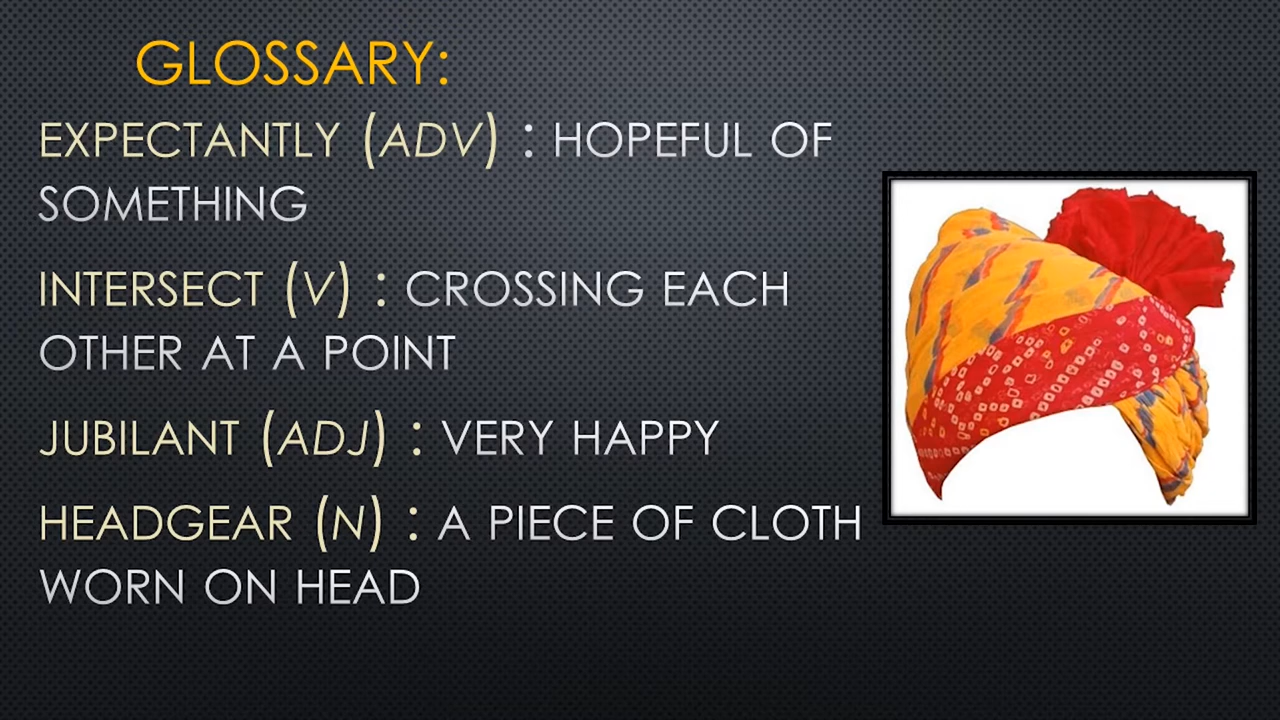 GLOSSARY:
EXPECTANTLY (ADV) : HOPEFUL OF
SOMETHING
INTERSECT (V) : CROSSING EACH
OTHER AT A POINT
JUBILANT (ADJ) : VERY HAPPY
HEADGEAR (N) : A PIECE OF CLOTH
WORN ON HEAD